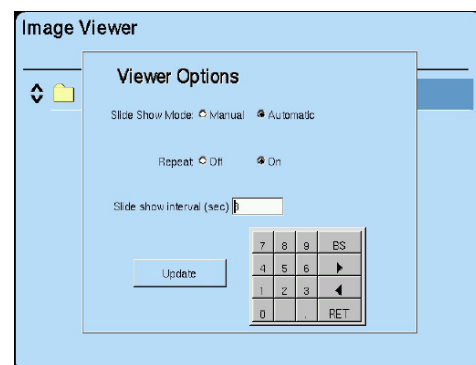 Image Viewer
Viewer Options
Slide Show Mode: Manual Automatic
Repeat: Off On
Slide show interval (sec)
7 8 9 BS
4 5 6
Update
1 2 3
0 . RET